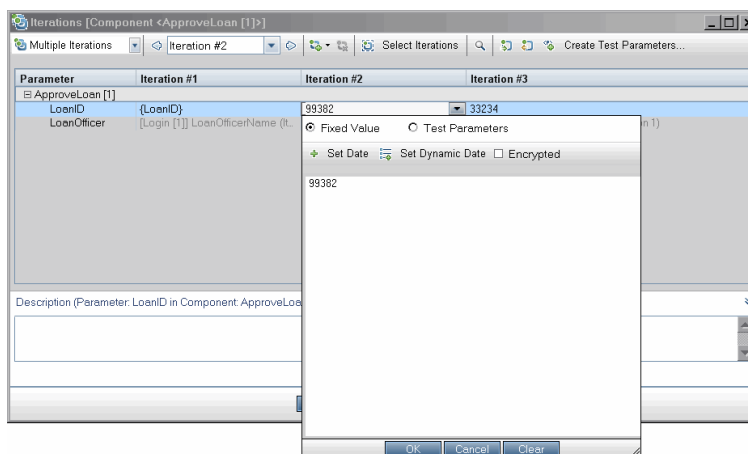 Iterations [Component <ApproveLoan [1]>]
Multiple Iterations Iteration #2 Select Iterations Create Test Parameters...
Parameter Iteration #1 Iteration #2 Iteration #3
ApproveLoan [1]
LoanID {LoanID} 99382 33234
LoanOfficer [Login [1]] LoanOfficerName (It... n 1)
Fixed Value Test Parameters
Set Date Set Dynamic Date Encrypted
99382
Description (Parameter: LoanID in Component: ApproveLoa
OK Cancel Clear